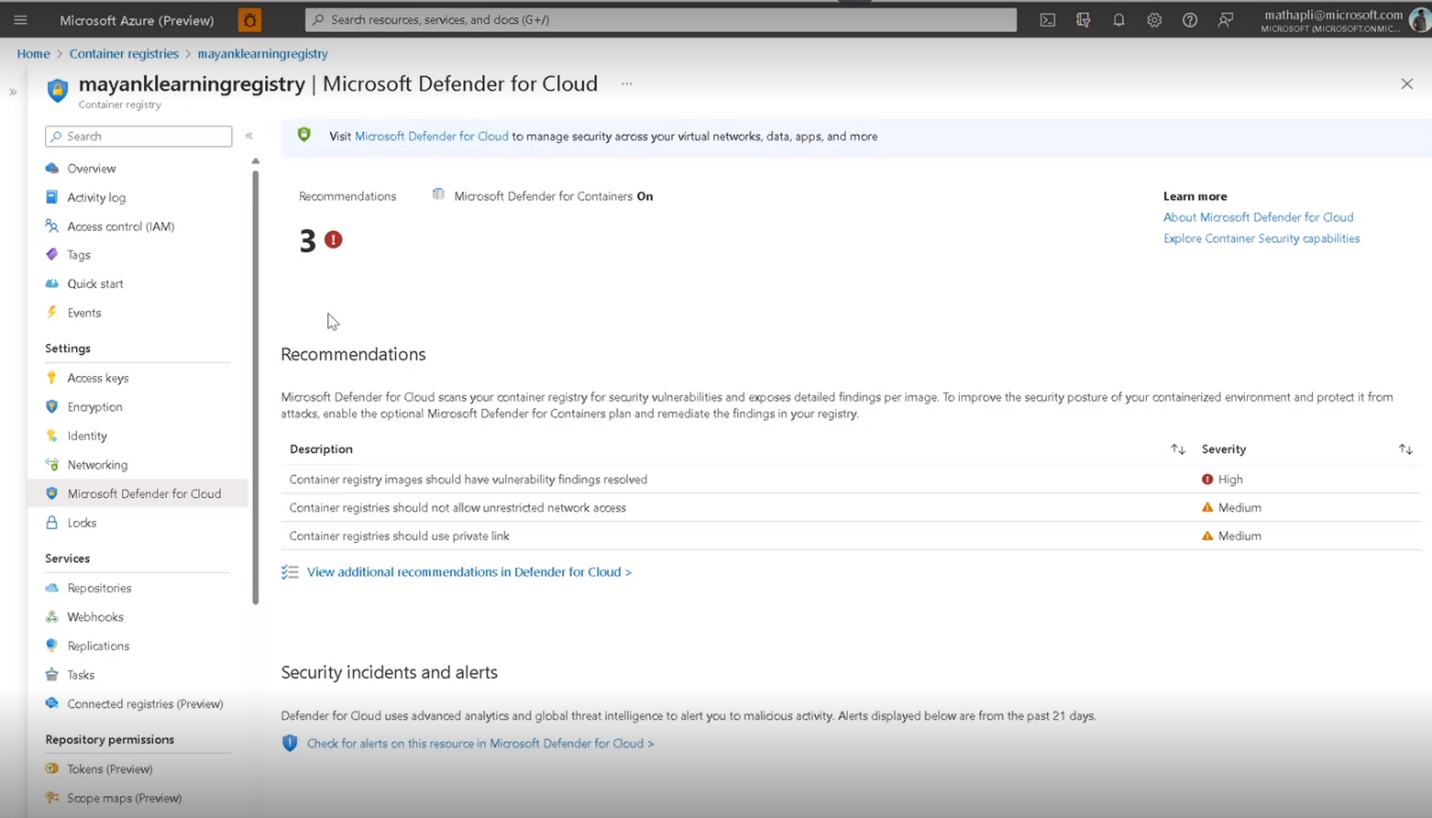 Microsoft Azure (Preview)
Search resources, services, and docs (G+/)
mathapli@microsoft.com
MICROSOFT (MICROSOFT.ONMIC...
Home > Container registries > mayanklearningregistry
mayanklearningregistry | Microsoft Defender for Cloud ...
Container registry
Search
Overview
Activity log
Access control (IAM)
Tags
Quick start
Events
Settings
Access keys
Encryption
Identity
Networking
Microsoft Defender for Cloud
Locks
Services
Repositories
Webhooks
Replications
Tasks
Connected registries (Preview)
Repository permissions
Tokens (Preview)
Scope maps (Preview)
Visit Microsoft Defender for Cloud to manage security across your virtual networks, data, apps, and more
Recommendations
Microsoft Defender for Containers On
3
Learn more
About Microsoft Defender for Cloud
Explore Container Security capabilities
Recommendations
Microsoft Defender for Cloud scans your container registry for security vulnerabilities and exposes detailed findings per image. To improve the security posture of your containerized environment and protect it from
attacks, enable the optional Microsoft Defender for Containers plan and remediate the findings in your registry.
Description Severity
Container registry images should have vulnerability findings resolved High
Container registries should not allow unrestricted network access Medium
Container registries should use private link Medium
View additional recommendations in Defender for Cloud >
Security incidents and alerts
Defender for Cloud uses advanced analytics and global threat intelligence to alert you to malicious activity. Alerts displayed below are from the past 21 days.
Check for alerts on this resource in Microsoft Defender for Cloud >